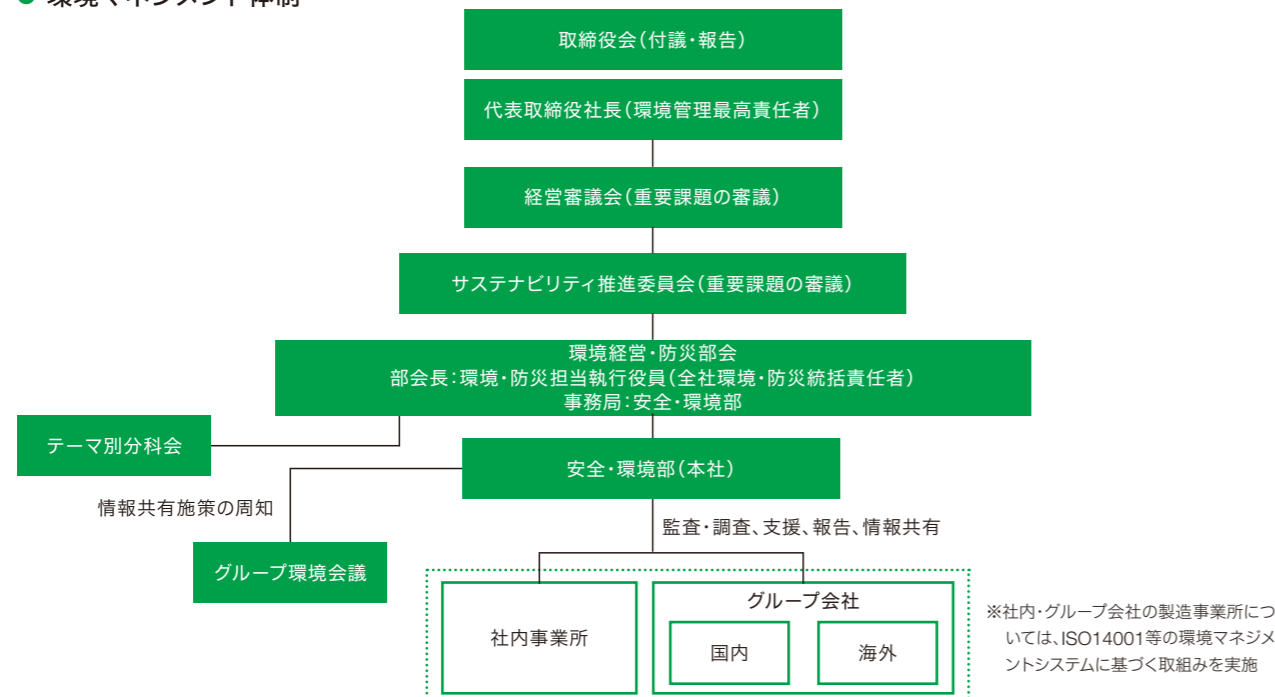 環境マネジメント体制
取締役会(付議・報告)
代表取締役社長(環境管理最高責任者)
経営審議会(重要課題の審議)
サステナビリティ推進委員会(重要課題の審議)
環境経営・防災部会
部会長:環境・防災担当執行役員(全社環境・防災統括責任者)
事務局:安全・環境部
テーマ別分科会
安全・環境部(本社)
情報共有施策の周知
監査・調査、支援、報告、情報共有
グループ環境会議
社内事業所
グループ会社
国内
海外
※社内・グループ会社の製造事業所につ
いては、ISO14001等の環境マネジメ
ントシステムに基づく取組みを実施